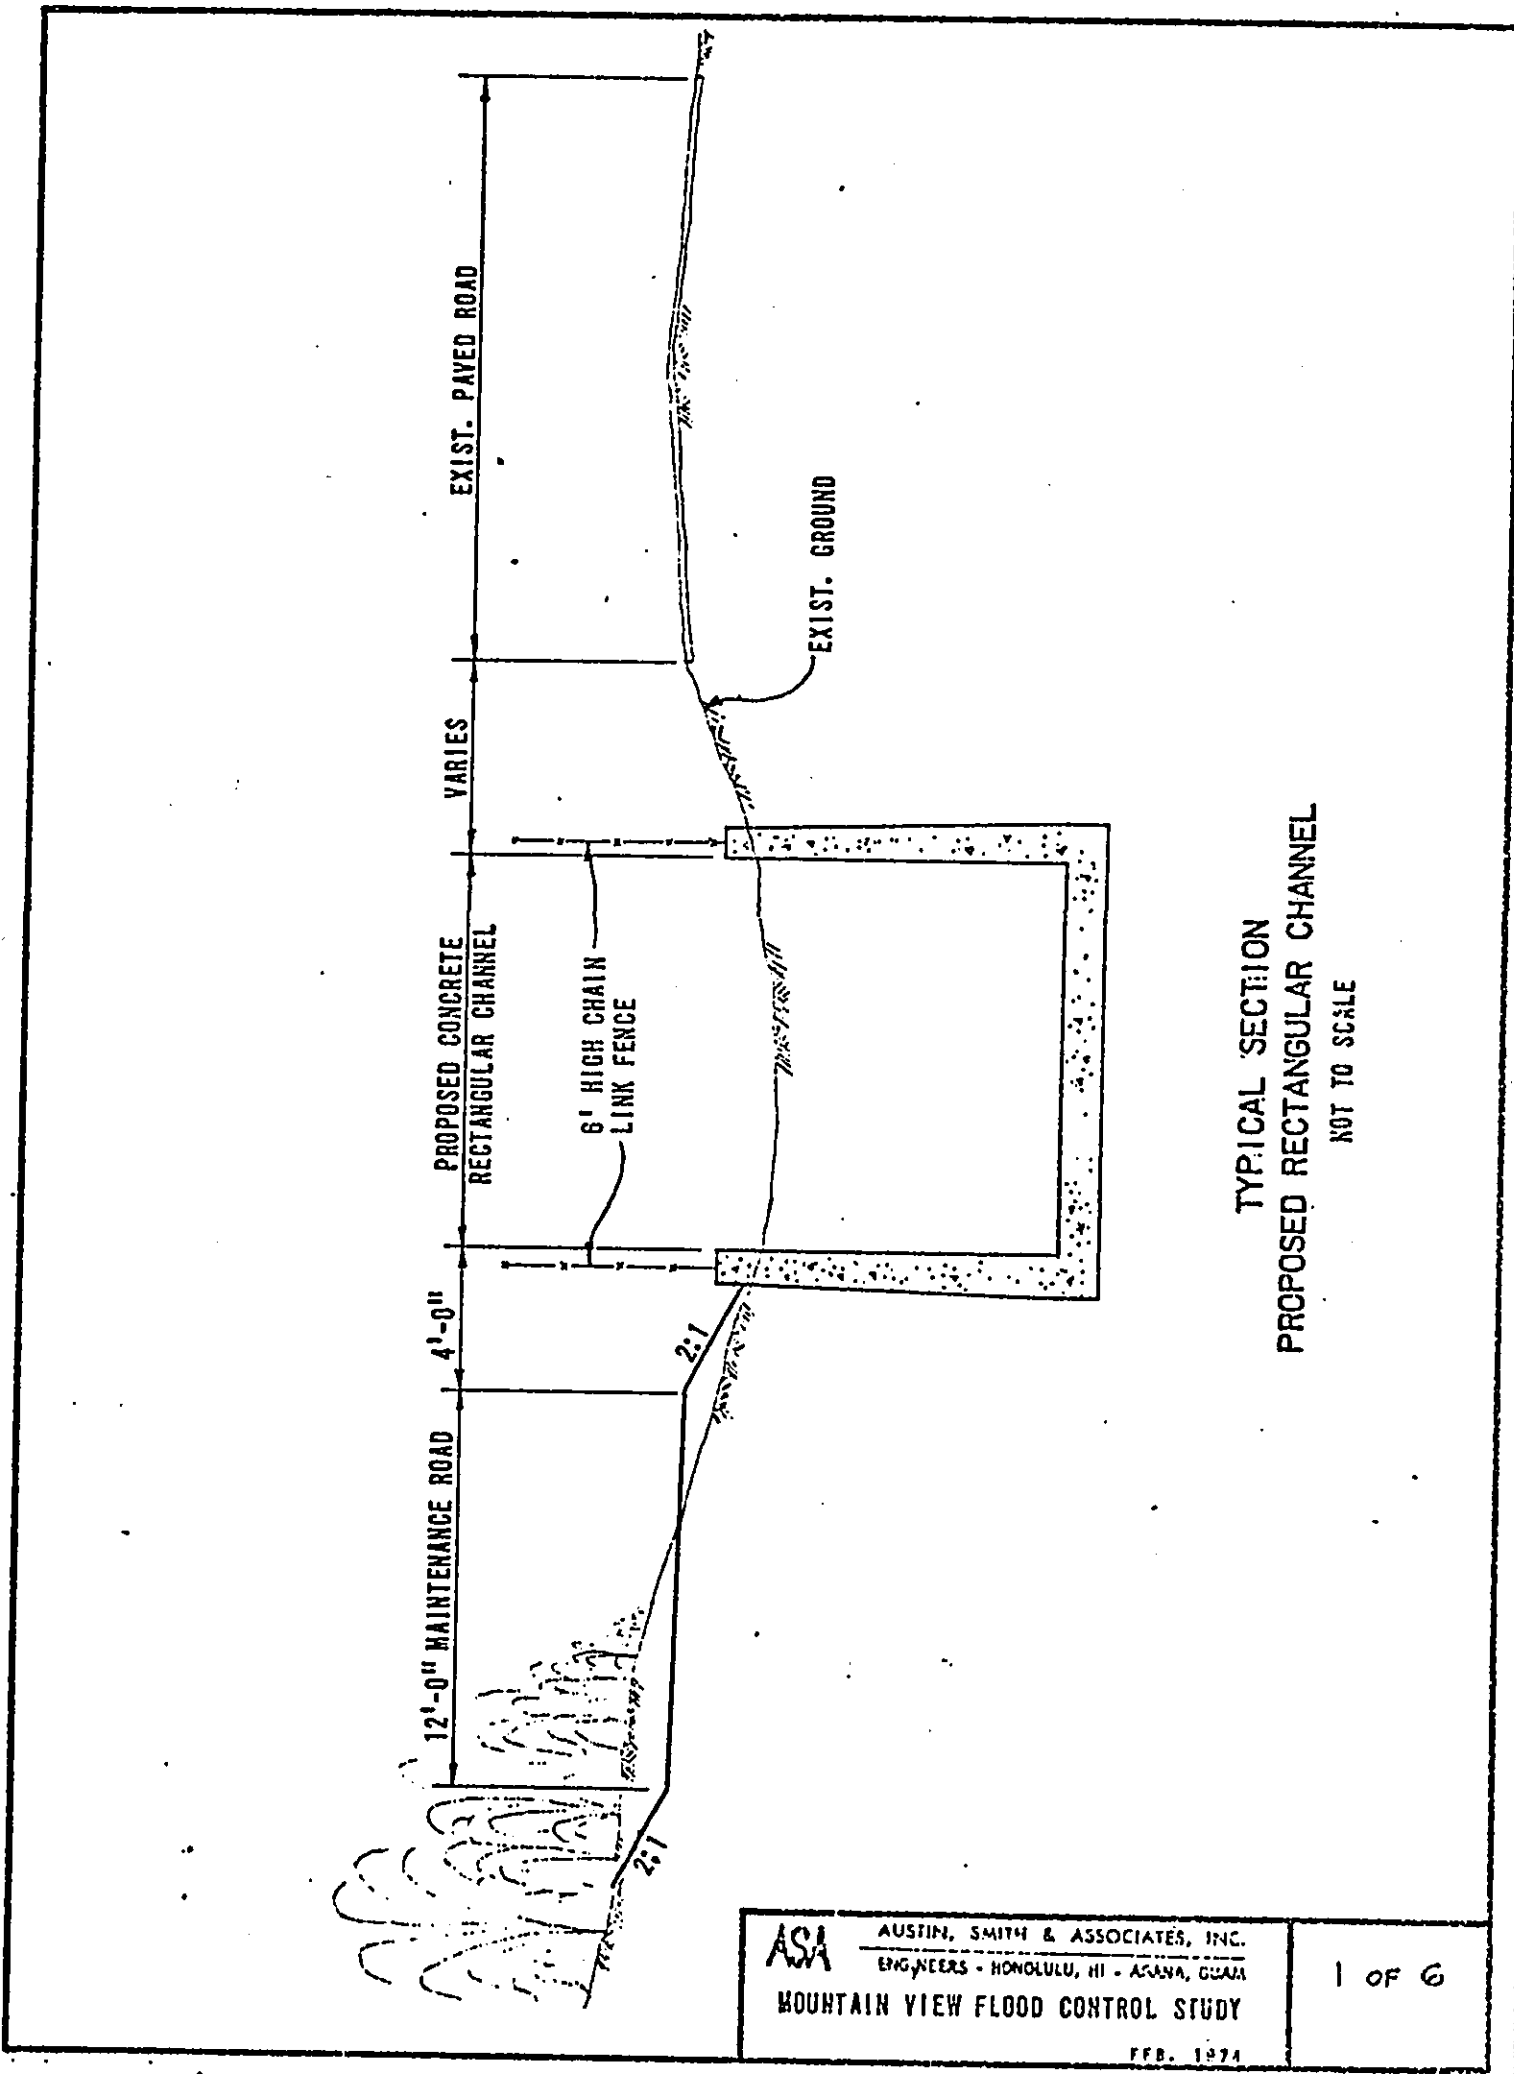 12'-0" MAINTENANCE ROAD
4'-0"
PROPOSED CONCRETE
RECTANGULAR CHANNEL
VARIES
EXIST. PAVED ROAD
6' HIGH CHAIN
LINK FENCE
2:1
2:1
EXIST. GROUND
TYPICAL SECTION
PROPOSED RECTANGULAR CHANNEL
NOT TO SCALE
ASA
AUSTIN, SMITH & ASSOCIATES, INC.
ENGINEERS - HONOLULU, HI - AGANA, GUAM
MOUNTAIN VIEW FLOOD CONTROL STUDY
FEB. 1974
1 OF 6